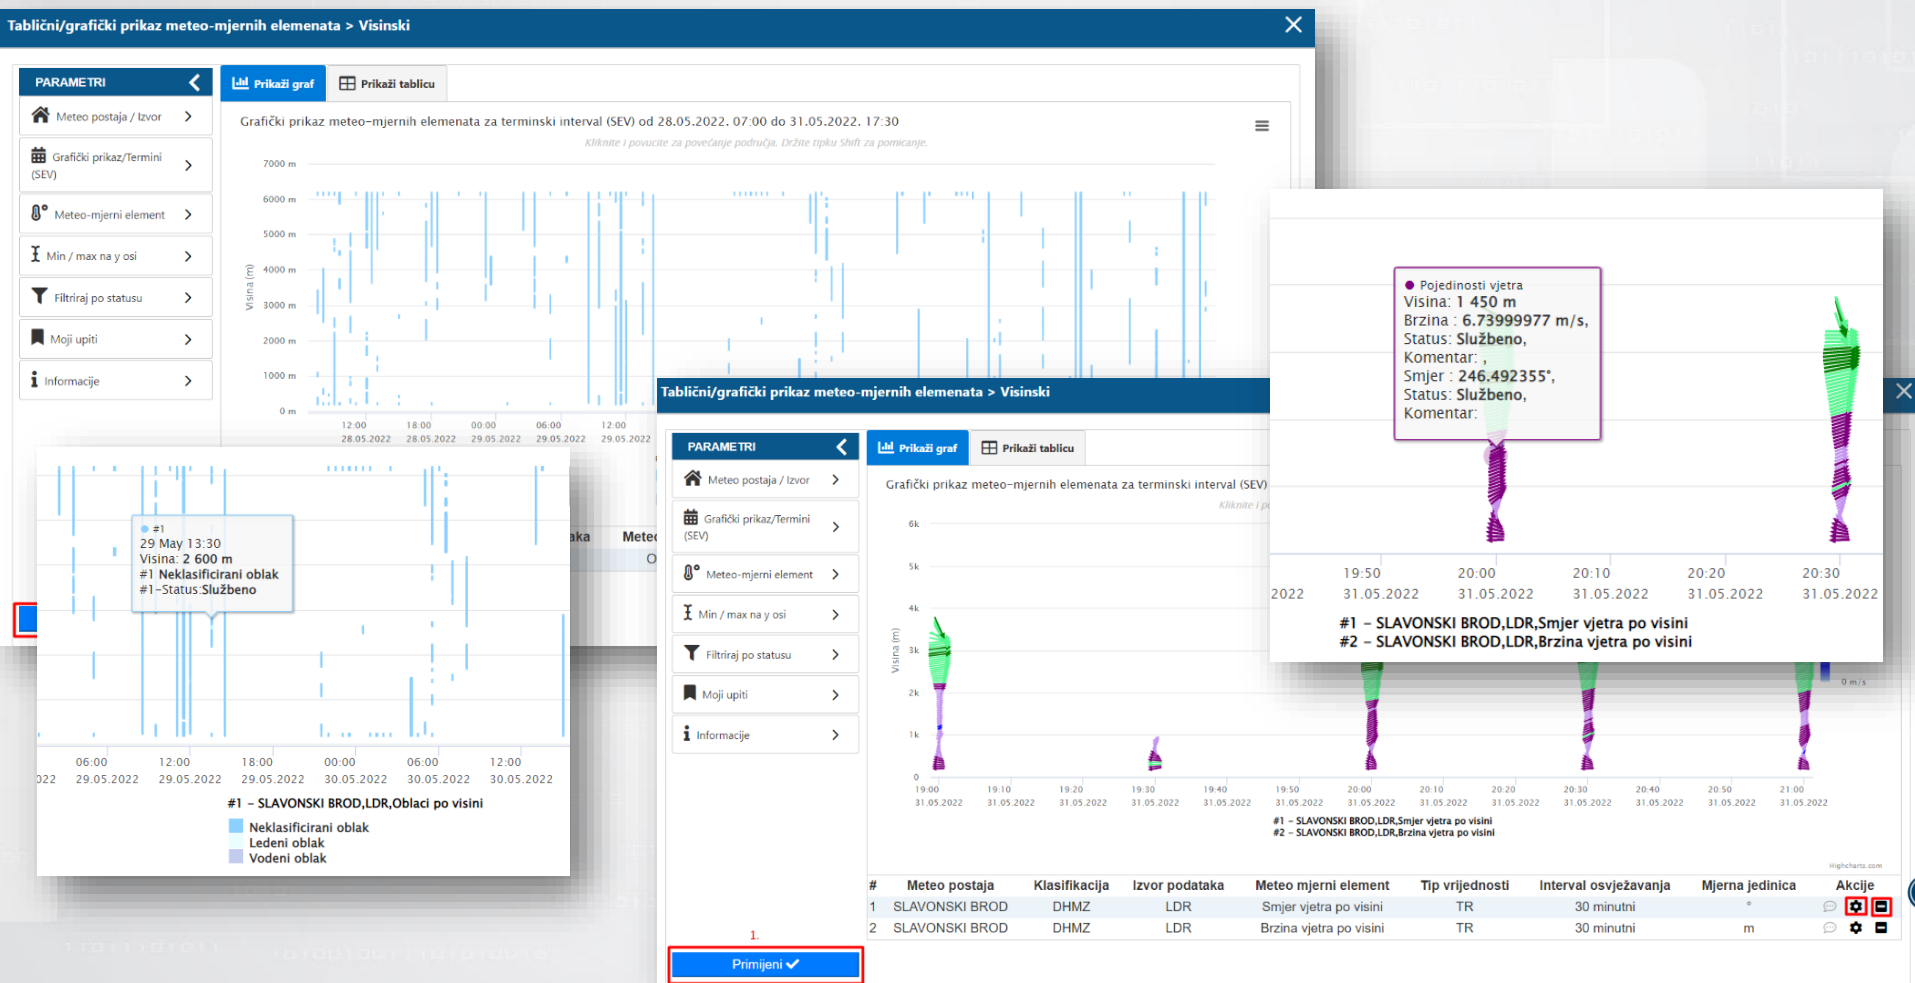 Tablični/grafički prikaz meteo-mjernih elemenata > Visinski
PARAMETRI
Meteo postaja / Izvor
Grafički prikaz/Termini
(SEV)
Meteo-mjerni element
Min / max na y osi
Filtriraj po statusu
Moji upiti
Informacije
Prikaži graf
Prikaži tablicu
Grafički prikaz meteo-mjernih elemenata za terminski interval (SEV) od 28.05.2022. 07:00 do 31.05.2022. 17:30
Kliknite i povucite za povećanje područja. Držite tipku Shift za pomicanje.
Visina (m)
7000 m
6000 m
5000 m
4000 m
3000 m
2000 m
1000 m
0 m
12:00 18:00 00:00 06:00 12:00
28.05.2022 28.05.2022 29.05.2022 29.05.2022 29.05.2022
aka Meteo
O
#1
29 May 13:30
Visina: 2 600 m
#1 Neklasificirani oblak
#1-Status:Službeno
06:00 12:00 18:00 00:00 06:00 12:00
022 29.05.2022 29.05.2022 29.05.2022 30.05.2022 30.05.2022 30.05.2022
#1 – SLAVONSKI BROD,LDR,Oblaci po visini
Neklasificirani oblak
Ledeni oblak
Vodeni oblak
Tablični/grafički prikaz meteo-mjernih elemenata > Visinski
PARAMETRI
Meteo postaja / Izvor
Grafički prikaz/Termini
(SEV)
Meteo-mjerni element
Min / max na y osi
Filtriraj po statusu
Moji upiti
Informacije
1.
Primijeni
Prikaži graf
Prikaži tablicu
Grafički prikaz meteo-mjernih elemenata za terminski interval (SEV)
Kliknite i p
Visina (m)
6k
5k
4k
3k
2k
1k
0
0 m/s
19:00 19:10 19:20 19:30 19:40 19:50 20:00 20:10 20:20 20:30 20:40 20:50 21:00
31.05.2022 31.05.2022 31.05.2022 31.05.2022 31.05.2022 31.05.2022 31.05.2022 31.05.2022 31.05.2022 31.05.2022 31.05.2022 31.05.2022 31.05.2022
#1 – SLAVONSKI BROD,LDR,Smjer vjetra po visini
#2 – SLAVONSKI BROD,LDR,Brzina vjetra po visini
Highcharts.com
# Meteo postaja Klasifikacija Izvor podataka Meteo mjerni element Tip vrijednosti Interval osvježavanja Mjerna jedinica Akcije
1 SLAVONSKI BROD DHMZ LDR Smjer vjetra po visini TR 30 minutni °
2 SLAVONSKI BROD DHMZ LDR Brzina vjetra po visini TR 30 minutni m
Pojedinosti vjetra
Visina: 1 450 m
Brzina : 6.73999977 m/s,
Status: Službeno,
Komentar: ,
Smjer : 246.492355°,
Status: Službeno,
Komentar:
19:50 20:00 20:10 20:20 20:30
2022 31.05.2022 31.05.2022 31.05.2022 31.05.2022 31.05.2022
#1 – SLAVONSKI BROD,LDR,Smjer vjetra po visini
#2 – SLAVONSKI BROD,LDR,Brzina vjetra po visini